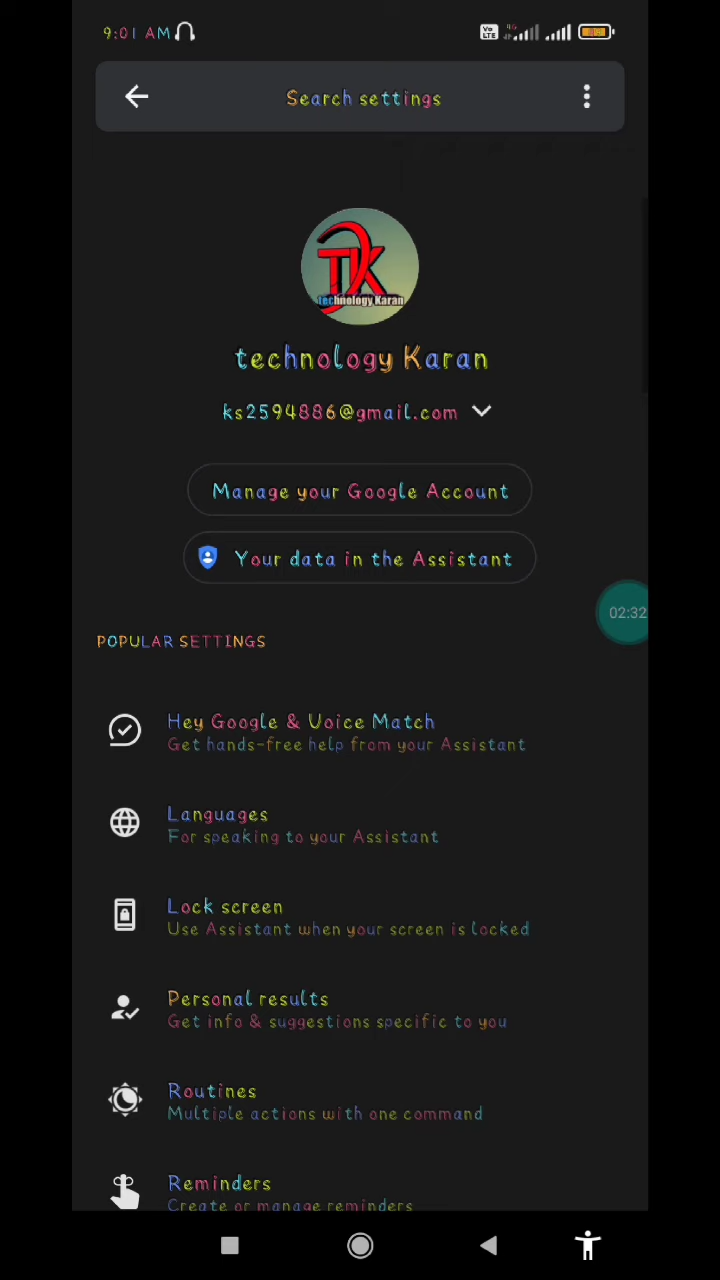 9:01 AM
Vo LTE 4G
Search settings
TK
technology Karan
technology Karan
ks2594886@gmail.com
Manage your Google Account
Your data in the Assistant
02:32
POPULAR SETTINGS
Hey Google & Voice Match
Get hands-free help from your Assistant
Languages
For speaking to your Assistant
Lock screen
Use Assistant when your screen is locked
Personal results
Get info & suggestions specific to you
Routines
Multiple actions with one command
Reminders
Create or manage reminders